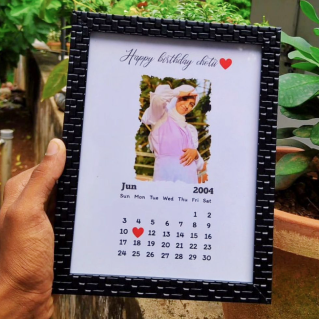 Happy birthday chota ❤
Jun 2004
Sun Mon Tue Wed Thu Fri Sat
1 2
3 4 5 6 7 8 9
10 ❤ 12 13 14 15 16
17 18 19 20 21 22 23
24 25 26 27 28 29 30